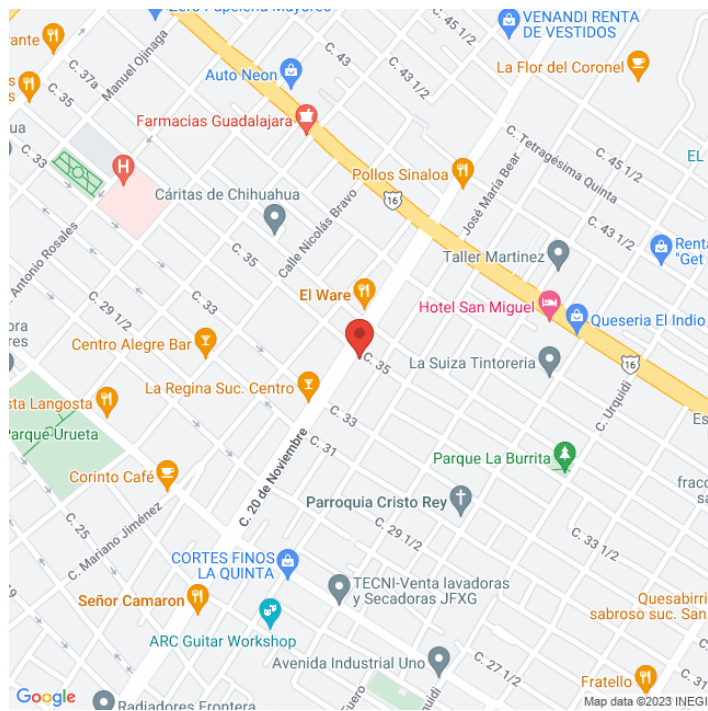 Zero Papelería Mayoreo
VENANDI RENTA
DE VESTIDOS
C. 45 1/2
C. 37a
Manuel Ojinaga
C. 43
Auto Neon
C. 43 1/2
La Flor del Coronel
C. 35
Farmacias Guadalajara
C. Tetragésima Quinta
C. 45 1/2
EL
C. 33
H
Pollos Sinaloa
José María Bear
16
Cáritas de Chihuahua
Calle Nicolás Bravo
C. 35
C. 43 1/2
Renta
"Get
Taller Martinez
C. Antonio Rosales
C. 33
El Ware
Hotel San Miguel
Queseria El Indio
C. 29 1/2
Centro Alegre Bar
C. 35
La Suiza Tintoreria
16
La Regina Suc. Centro
C. 33
C. Urquidi
Parque Urueta
C. 31
Parque La Burrita
Corinto Café
C. 20 de Noviembre
Parroquia Cristo Rey
C. 25
C. Mariano Jiménez
C. 29 1/2
C. 33 1/2
CORTES FINOS
LA QUINTA
TECNI-Venta lavadoras
y Secadoras JFXG
Señor Camaron
Quesabirri
sabroso suc. San
ARC Guitar Workshop
Avenida Industrial Uno
C. 27 1/2
Fratello
C. 31
Google
Radiadores Frontera
Map data ©2023 INEGI